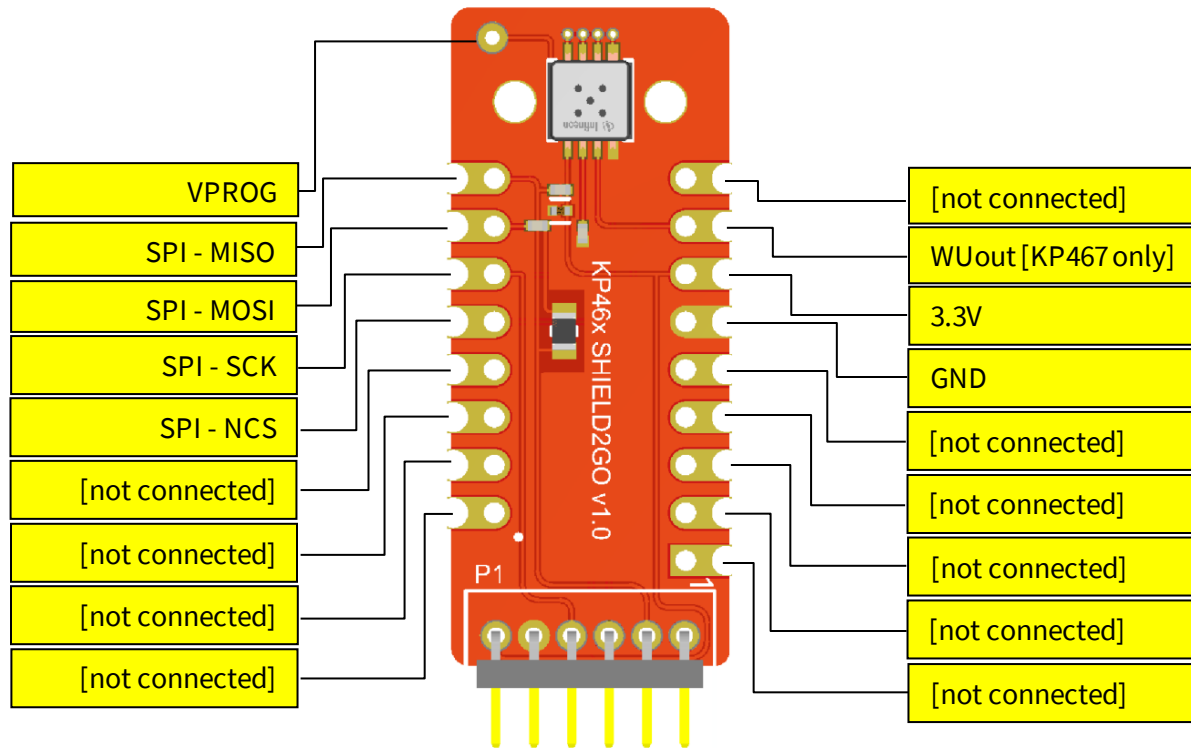 VPROG
SPI - MISO
SPI - MOSI
SPI - SCK
SPI - NCS
[not connected]
[not connected]
[not connected]
[not connected]
Infineon
KP46x SHIELD2GO v1.0
P1
1
[not connected]
WUout [KP467 only]
3.3V
GND
[not connected]
[not connected]
[not connected]
[not connected]
[not connected]